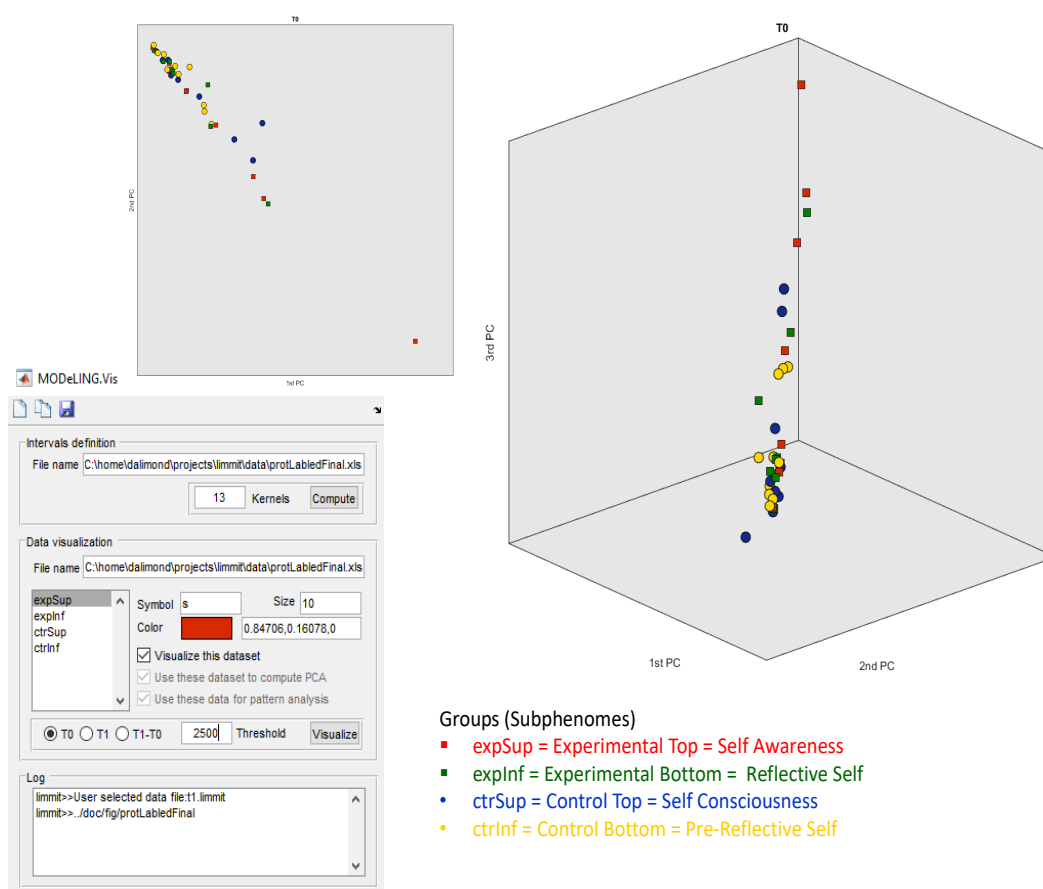 T0
2nd PC
1st PC
T0
3rd PC
1st PC
2nd PC
MODeLING.Vis
Intervals definition
File name C:\home\dalimond\projects\limmit\data\protLabledFinal.xls
13 Kernels Compute
Data visualization
File name C:\home\dalimond\projects\limmit\data\protLabledFinal.xls
expSup
expInf
ctrSup
ctrInf
Symbol s Size 10
Color 0.84706,0.16078,0
Visualize this dataset
Use these dataset to compute PCA
Use these data for pattern analysis
T0 T1 T1-T0 2500 Threshold Visualize
Log
limmit>>User selected data file:t1.limmit
limmit>>../doc/fig/protLabledFinal
Groups (Subphenomes)
▪ expSup = Experimental Top = Self Awareness
▪ expInf = Experimental Bottom = Reflective Self
• ctrSup = Control Top = Self Consciousness
• ctrInf = Control Bottom = Pre-Reflective Self